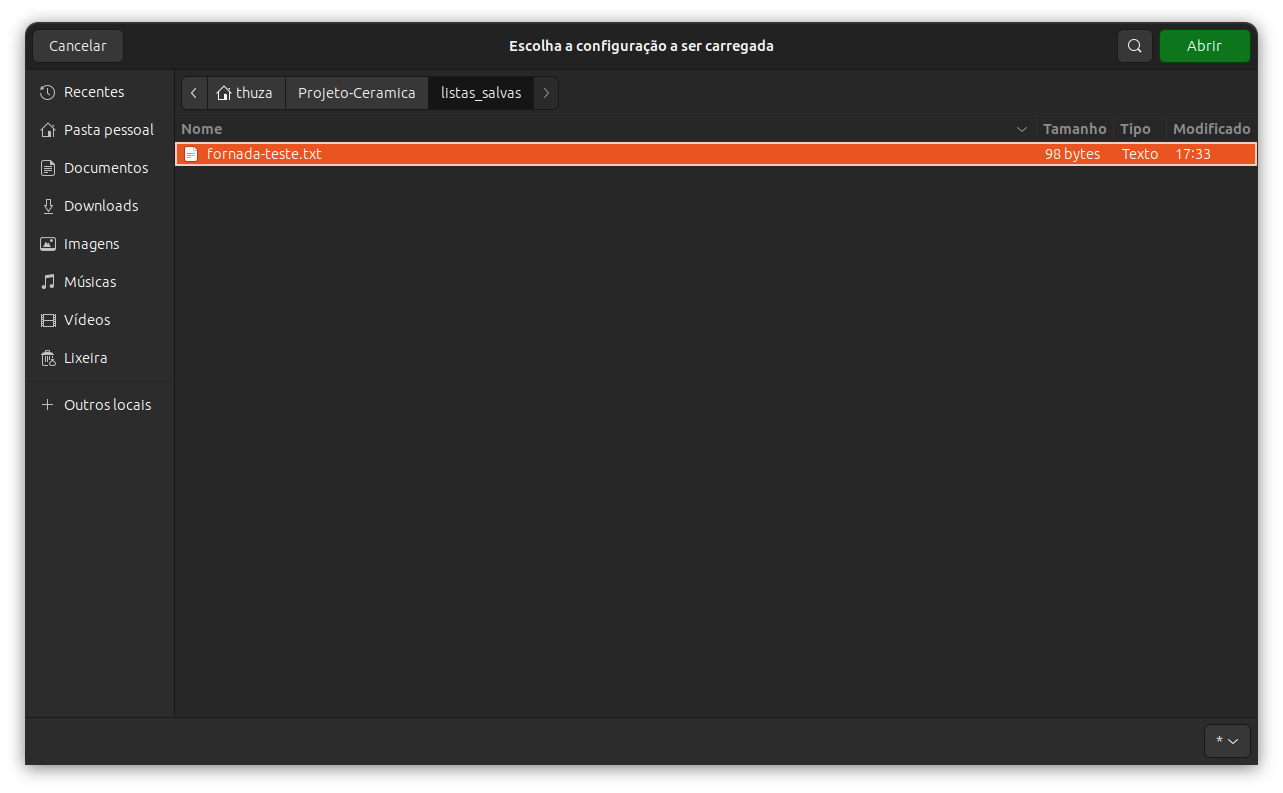 Cancelar
Escolha a configuração a ser carregada
Abrir
Recentes
Pasta pessoal
Documentos
Downloads
Imagens
Músicas
Vídeos
Lixeira
Outros locais
thuza
Projeto-Ceramica
listas_salvas
Nome
Tamanho
Tipo
Modificado
fornada-teste.txt
98 bytes
Texto
17:33
*